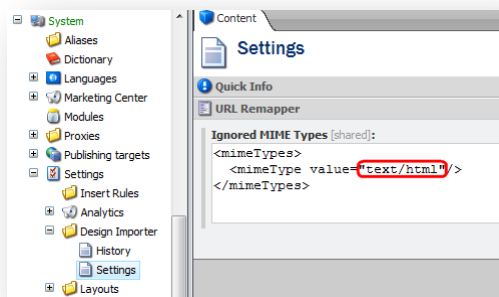 System
Aliases
Dictionary
Languages
Marketing Center
Modules
Proxies
Publishing targets
Settings
Insert Rules
Analytics
Design Importer
History
Settings
Layouts
Content
Settings
Quick Info
URL Remapper
Ignored MIME Types [shared]:
<mimeTypes>
<mimeType value="text/html"/>
</mimeTypes>